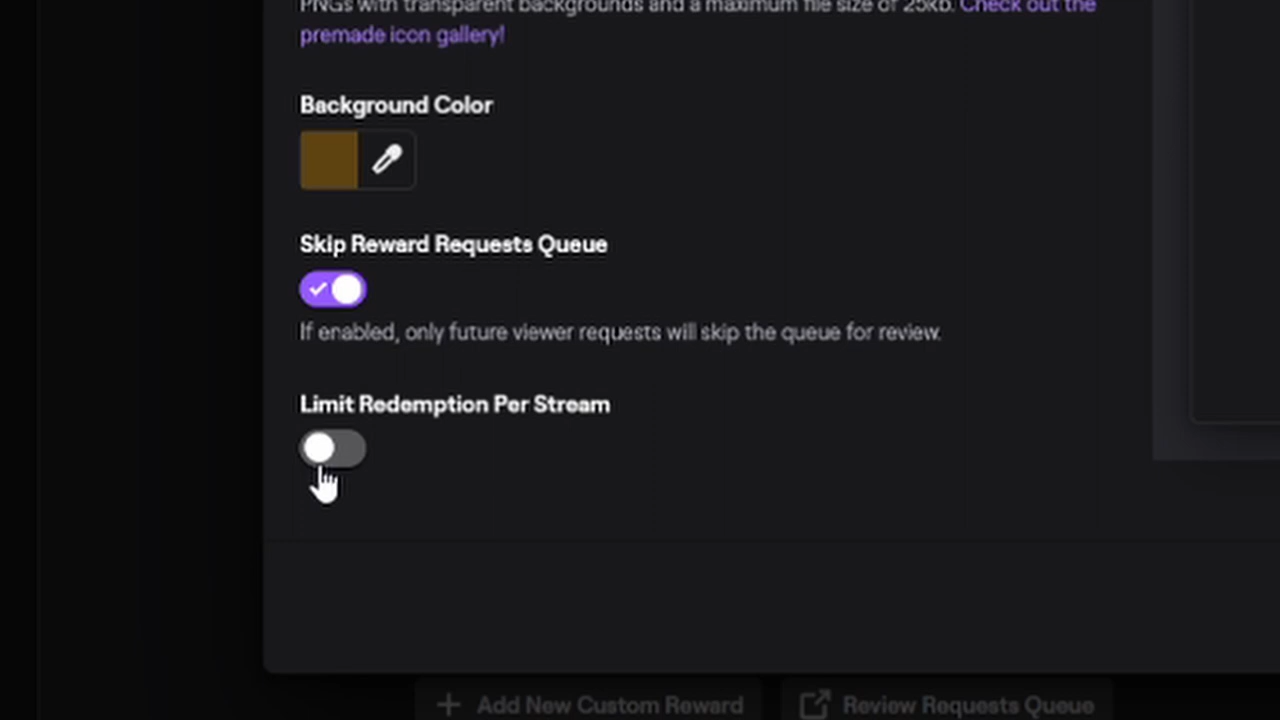 PNGs with transparent backgrounds and a maximum file size of 25kb. Check out the
premade icon gallery!
Background Color
Skip Reward Requests Queue
If enabled, only future viewer requests will skip the queue for review.
Limit Redemption Per Stream
Add New Custom Reward
Review Requests Queue